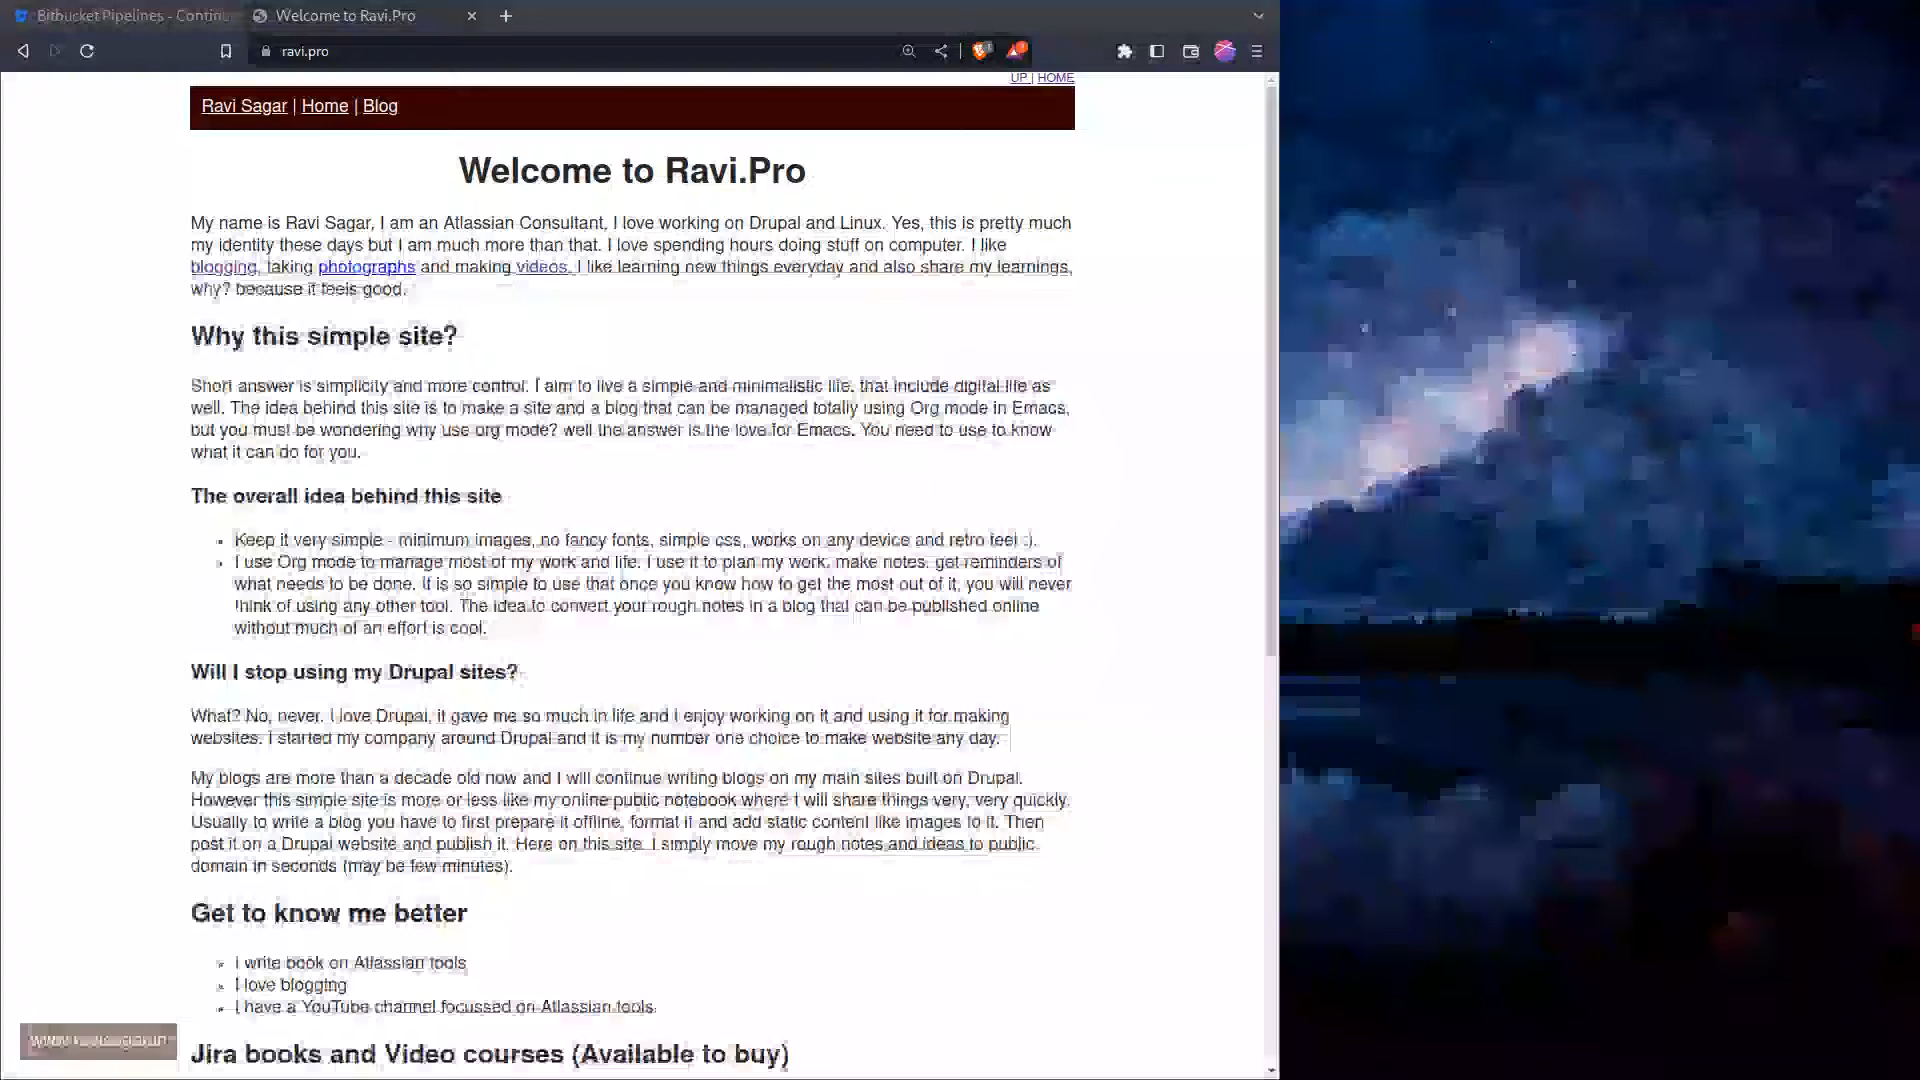 Bitbucket Pipelines - Contin
Welcome to Ravi.Pro
ravi.pro
UP | HOME
Ravi Sagar | Home | Blog
Welcome to Ravi.Pro
My name is Ravi Sagar, I am an Atlassian Consultant, I love working on Drupal and Linux. Yes, this is pretty much
my identity these days but I am much more than that. I love spending hours doing stuff on computer. I like
blogging, taking photographs and making videos. I like learning new things everyday and also share my learnings,
why? because it feels good.
Why this simple site?
Short answer is simplicity and more control. I aim to live a simple and minimalistic life, that include digital life as
well. The idea behind this site is to make a site and a blog that can be managed totally using Org mode in Emacs,
but you must be wondering why use org mode? well the answer is the love for Emacs. You need to use to know
what it can do for you.
The overall idea behind this site
Keep it very simple - minimum images, no fancy fonts, simple css, works on any device and retro feel :).
I use Org mode to manage most of my work and life. I use it to plan my work, make notes, get reminders of
what needs to be done. It is so simple to use that once you know how to get the most out of it, you will never
think of using any other tool. The idea to convert your rough notes in a blog that can be published online
without much of an effort is cool.
Will I stop using my Drupal sites?
What? No, never. I love Drupal, it gave me so much in life and I enjoy working on it and using it for making
websites. I started my company around Drupal and it is my number one choice to make website any day.
My blogs are more than a decade old now and I will continue writing blogs on my main sites built on Drupal.
However this simple site is more or less like my online public notebook where I will share things very, very quickly.
Usually to write a blog you have to first prepare it offline, format it and add static content like images to it. Then
post it on a Drupal website and publish it. Here on this site, I simply move my rough notes and ideas to public
domain in seconds (may be few minutes).
Get to know me better
I write book on Atlassian tools
I love blogging
I have a YouTube channel focussed on Atlassian tools.
www.ravisagar.in
Jira books and Video courses (Available to buy)